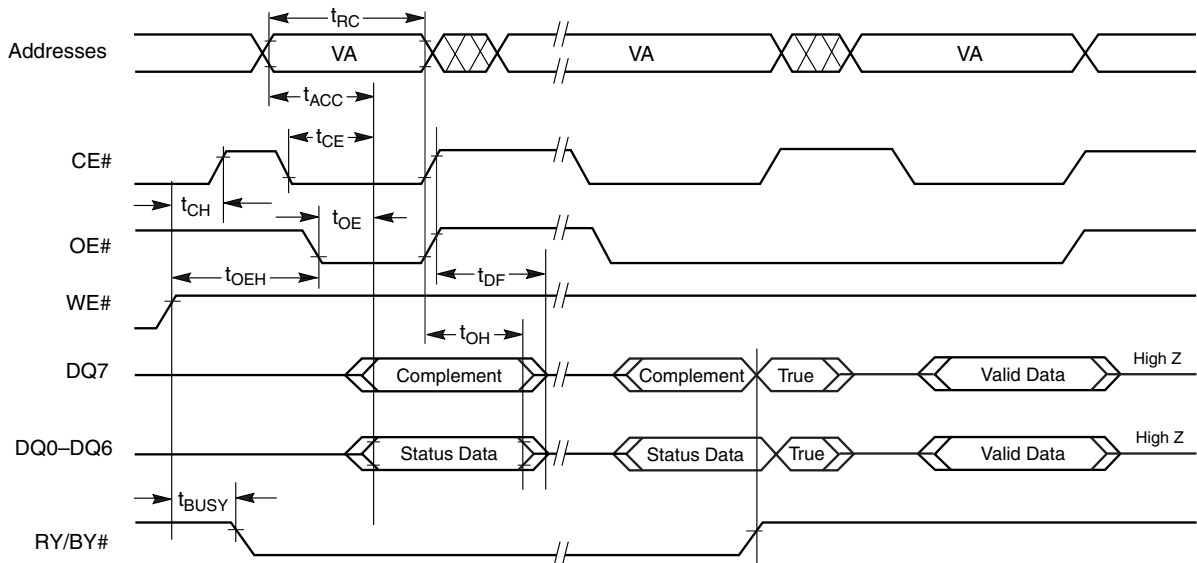 tRC
Addresses VA VA VA
tACC
tCE
CE#
tCH tOE
OE#
tOEH tDF
WE#
tOH
DQ7 Complement Complement True Valid Data High Z
DQ0–DQ6 Status Data Status Data True Valid Data High Z
tBUSY
RY/BY#